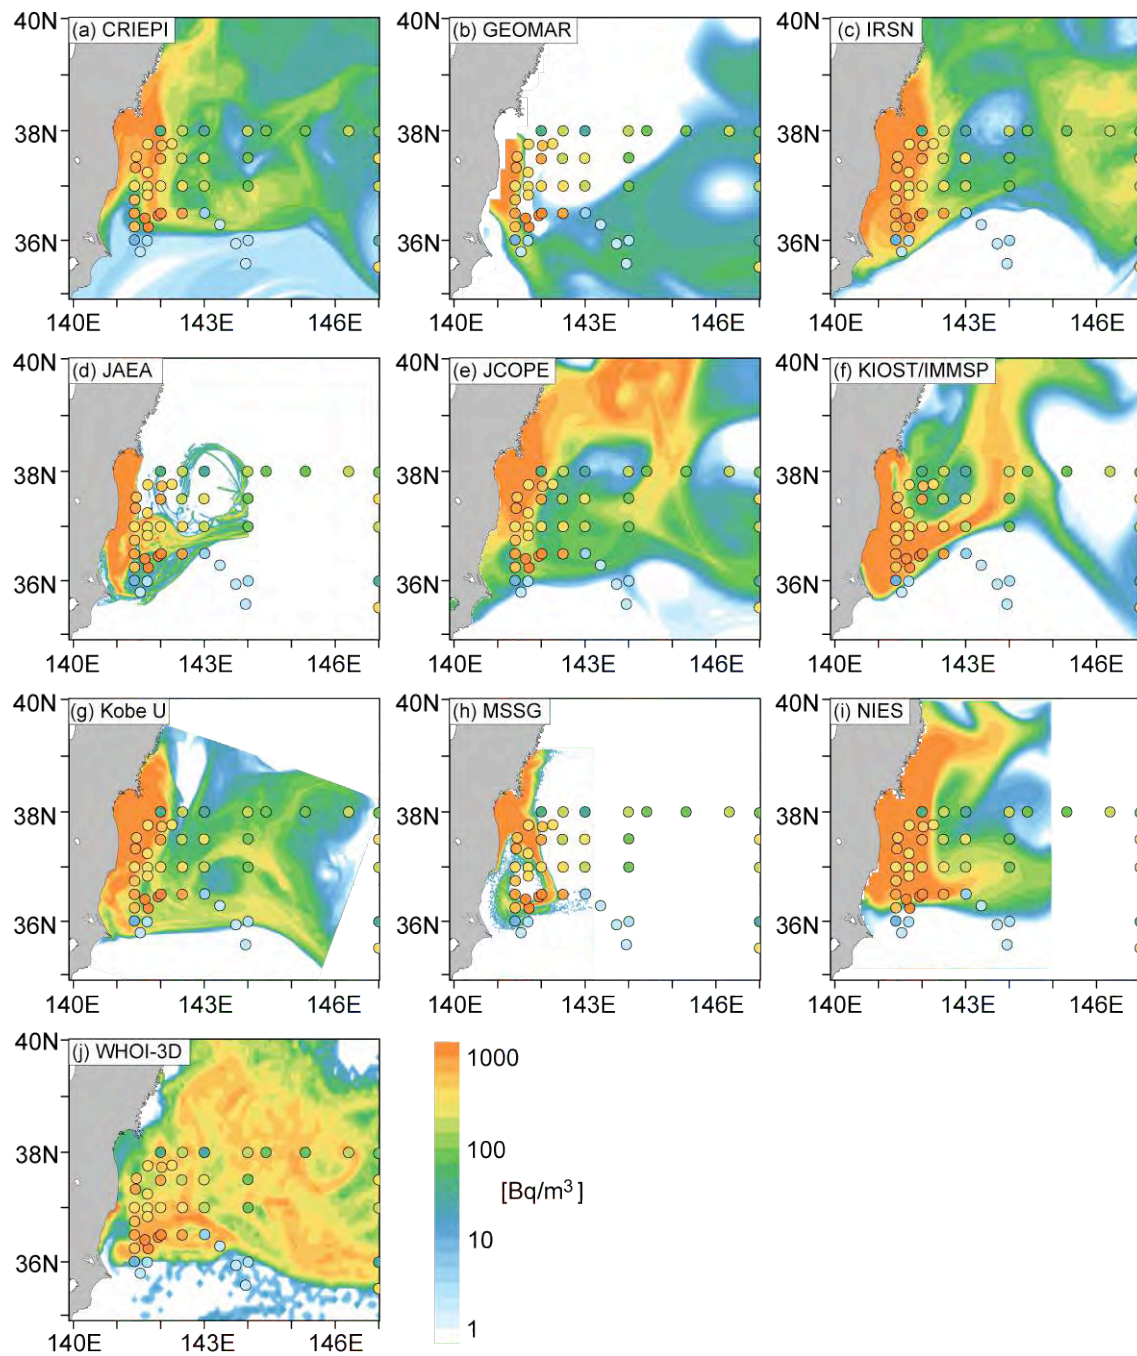 (a) CRIEPI
(b) GEOMAR
(c) IRSN
40N
38N
36N
140E 143E 146E
40N
38N
36N
140E 143E 146E
40N
38N
36N
140E 143E 146E
(d) JAEA
(e) JCOPE
(f) KIOST/IMMSP
40N
38N
36N
140E 143E 146E
40N
38N
36N
140E 143E 146E
40N
38N
36N
140E 143E 146E
(g) Kobe U
(h) MSSG
(i) NIES
40N
38N
36N
140E 143E 146E
40N
38N
36N
140E 143E 146E
40N
38N
36N
140E 143E 146E
(j) WHOI-3D
40N
38N
36N
140E 143E 146E
1000
100
[Bq/m³]
10
1